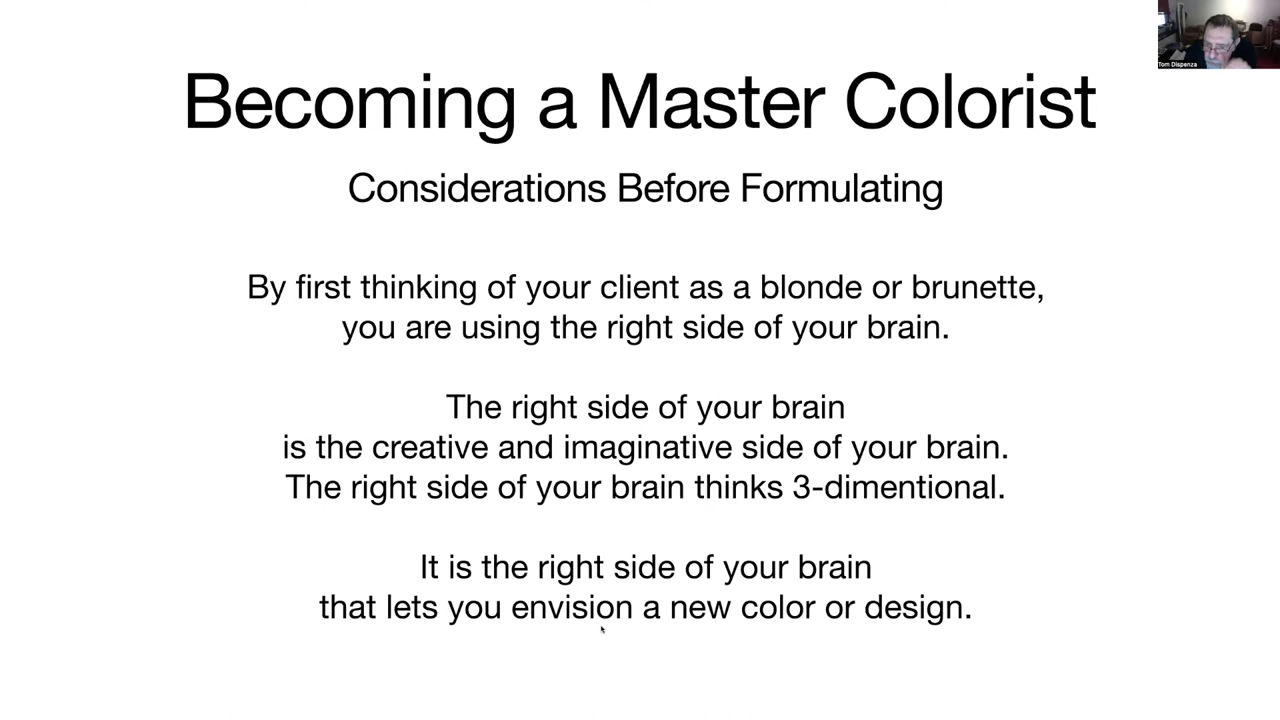 Becoming a Master Colorist
Considerations Before Formulating
By first thinking of your client as a blonde or brunette,
you are using the right side of your brain.
The right side of your brain
is the creative and imaginative side of your brain.
The right side of your brain thinks 3-dimentional.
It is the right side of your brain
that lets you envision a new color or design.
Tom Dispenza